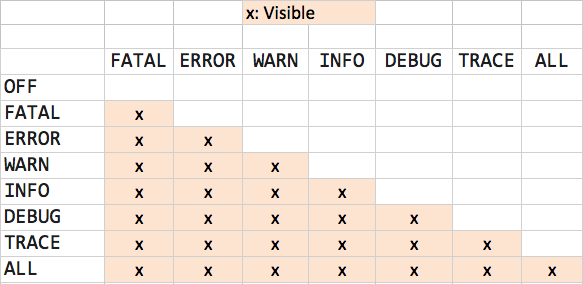 x: Visible
FATAL ERROR WARN INFO DEBUG TRACE ALL
OFF
FATAL x
ERROR x x
WARN x x x
INFO x x x x
DEBUG x x x x x
TRACE x x x x x x
ALL x x x x x x x